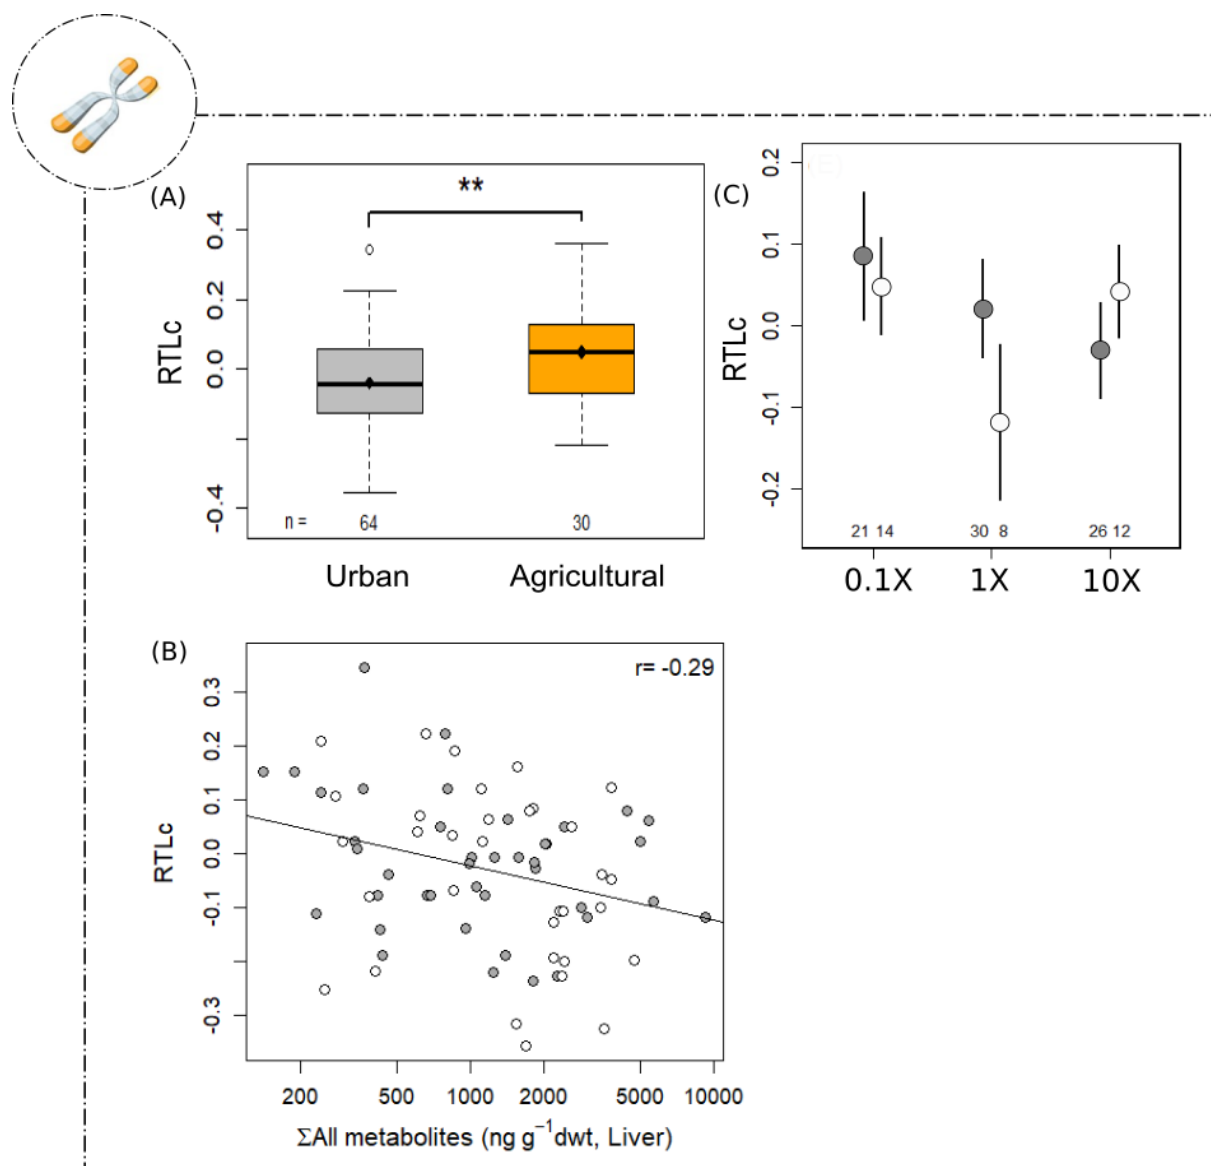 (A)
**
0.4
0.2
0.0
-0.4
RTLc
n = 64 30
Urban Agricultural
(C)
0.2
0.1
0.0
-0.1
-0.2
RTLc
21 14 30 8 26 12
0.1X 1X 10X
(B)
r= -0.29
0.3
0.2
0.1
0.0
-0.1
-0.3
RTLc
200 500 1000 2000 5000 10000
ΣAll metabolites (ng g⁻¹dwt, Liver)